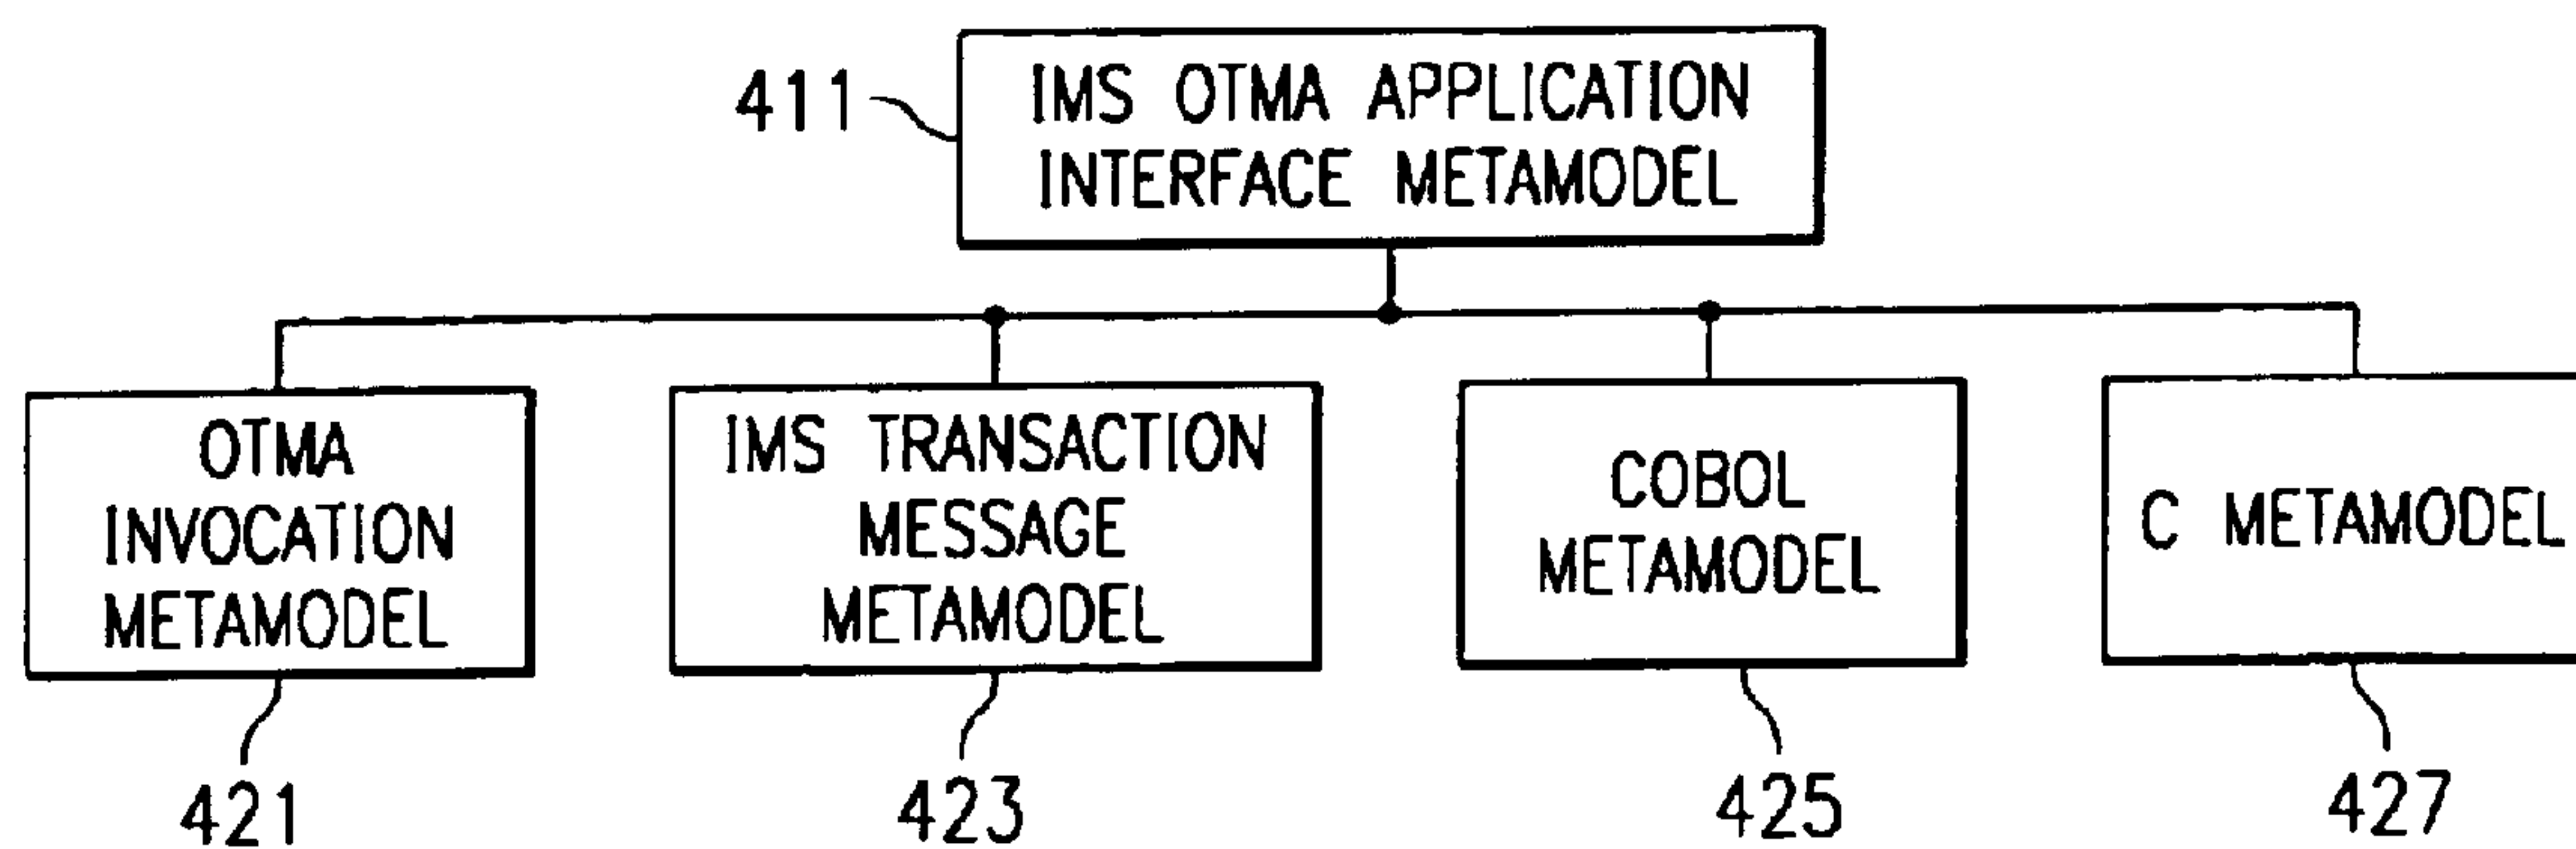 411
IMS OTMA APPLICATION
INTERFACE METAMODEL
OTMA
INVOCATION
METAMODEL
IMS TRANSACTION
MESSAGE
METAMODEL
COBOL
METAMODEL
C METAMODEL
421
423
425
427